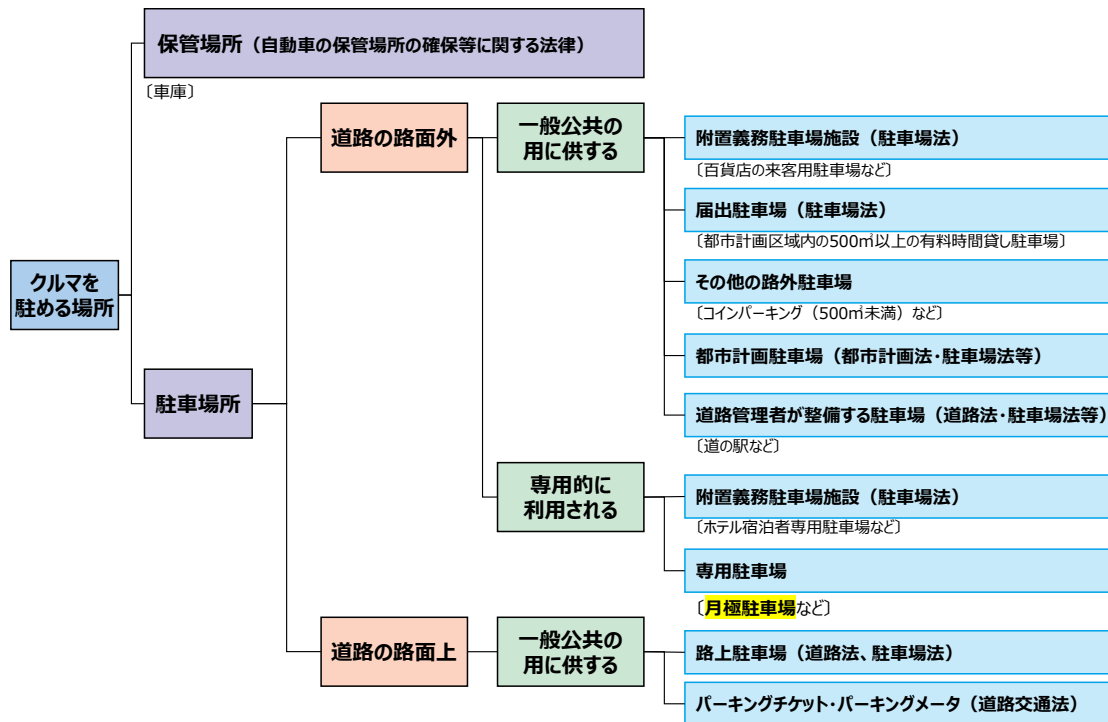 保管場所（自動車の保管場所の確保等に関する法律）
〔車庫〕
道路の路面外
一般公共の
用に供する
附置義務駐車場施設（駐車場法）
〔百貨店の来客用駐車場など〕
届出駐車場（駐車場法）
〔都市計画区域内の500㎡以上の有料時間貸し駐車場〕
クルマを
駐める場所
その他の路外駐車場
〔コインパーキング（500㎡未満）など〕
都市計画駐車場（都市計画法・駐車場法等）
駐車場所
道路管理者が整備する駐車場（道路法・駐車場法等）
〔道の駅など〕
専用的に
利用される
附置義務駐車場施設（駐車場法）
〔ホテル宿泊者専用駐車場など〕
専用駐車場
〔月極駐車場など〕
道路の路面上
一般公共の
用に供する
路上駐車場（道路法、駐車場法）
パーキングチケット・パーキングメータ（道路交通法）